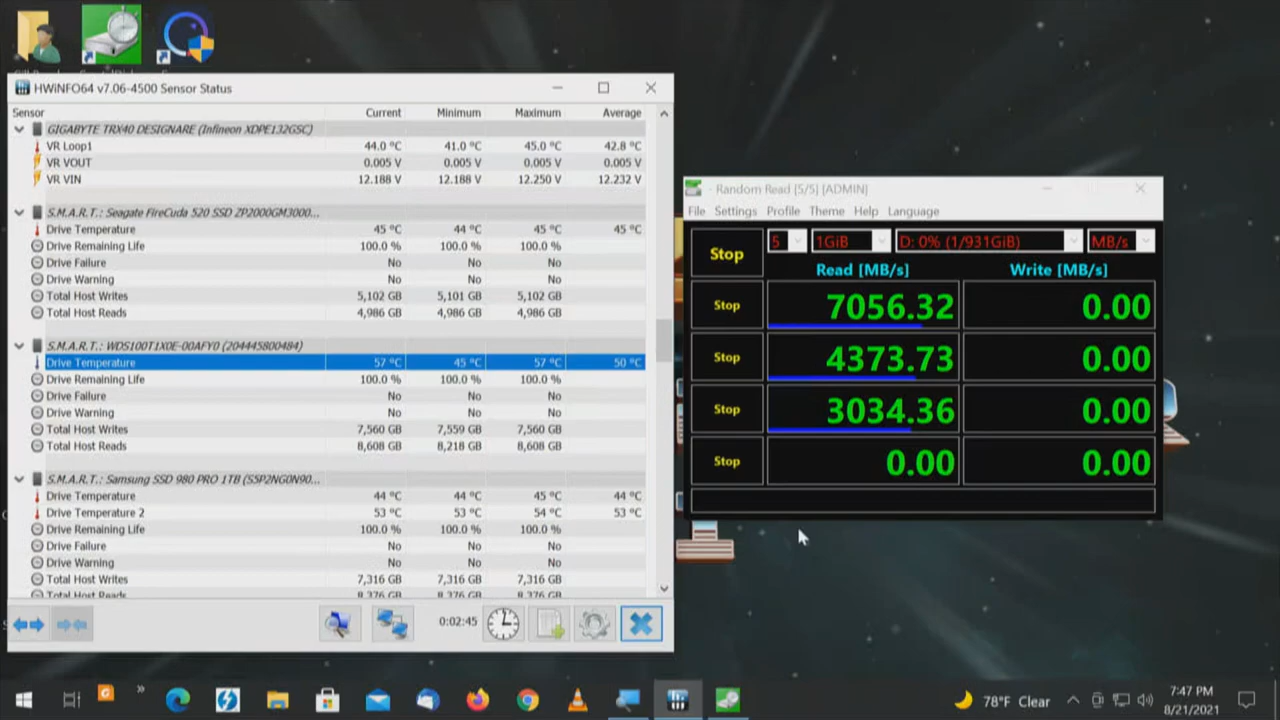 HWiNFO64 v7.06-4500 Sensor Status
Sensor Current Minimum Maximum Average
GIGABYTE TRX40 DESIGNARE (Infineon XDPE132G5C)
VR Loop1 44.0 °C 41.0 °C 45.0 °C 42.8 °C
VR VOUT 0.005 V 0.005 V 0.005 V 0.005 V
VR VIN 12.188 V 12.188 V 12.250 V 12.232 V
S.M.A.R.T.: Seagate FireCuda 520 SSD ZP2000GM3000...
Drive Temperature 45 °C 44 °C 45 °C 45 °C
Drive Remaining Life 100.0 % 100.0 % 100.0 %
Drive Failure No No No
Drive Warning No No No
Total Host Writes 5,102 GB 5,101 GB 5,102 GB
Total Host Reads 4,986 GB 4,986 GB 4,986 GB
S.M.A.R.T.: WDS100T1X0E-00AFY0 (204445800484)
Drive Temperature 57 °C 45 °C 57 °C 50 °C
Drive Remaining Life 100.0 % 100.0 % 100.0 %
Drive Failure No No No
Drive Warning No No No
Total Host Writes 7,560 GB 7,559 GB 7,560 GB
Total Host Reads 8,608 GB 8,218 GB 8,608 GB
S.M.A.R.T.: Samsung SSD 980 PRO 1TB (S5P2NG0N90...
Drive Temperature 44 °C 44 °C 45 °C 44 °C
Drive Temperature 2 53 °C 53 °C 54 °C 53 °C
Drive Remaining Life 100.0 % 100.0 % 100.0 %
Drive Failure No No No
Drive Warning No No No
Total Host Writes 7,316 GB 7,316 GB 7,316 GB
Total Host Reads 8,376 GB 8,376 GB 8,376 GB
0:02:45
- Random Read [5/5] [ADMIN]
File Settings Profile Theme Help Language
Stop 5 1GiB D: 0% (1/931GiB) MB/s
Read [MB/s] Write [MB/s]
Stop 7056.32 0.00
Stop 4373.73 0.00
Stop 3034.36 0.00
Stop 0.00 0.00
78°F Clear
7:47 PM
8/21/2021